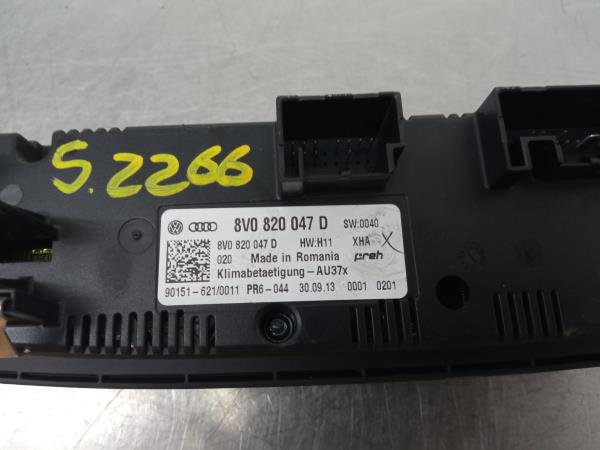 S.2266
8V0 820 047 D SW:0040
8V0 820 047 D HW:H11 XHA X
020 Made in Romania preh
Klimabetaetigung-AU37x
90151-621/0011 PR6-044 30.09.13 0001 0201